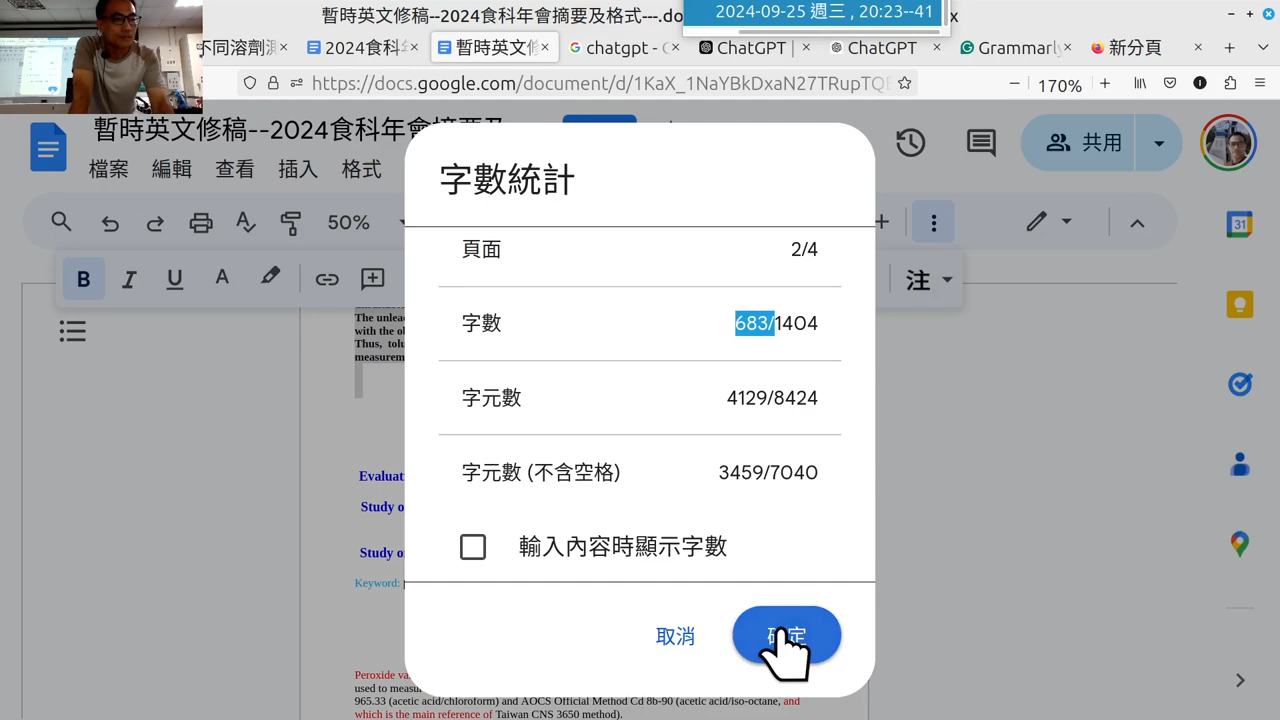 暫時英文修稿--2024食科年會摘要及格式---.do
2024-09-25 週三 , 20:23--41
x
不同溶劑測
2024食科
暫時英文修
chatgpt - G
ChatGPT
ChatGPT
Grammarly
新分頁
https://docs.google.com/document/d/1KaX_1NaYBkDxaN27TRupTQE
170%
暫時英文修稿--2024食科年會摘要及
共用
檔案 編輯 查看 插入 格式
50%
B I U A
注
字數統計
頁面 2/4
字數 683/1404
字元數 4129/8424
字元數 (不含空格) 3459/7040
輸入內容時顯示字數
取消 確定
The unlead
with the ob
Thus, tolu
measurem
Evaluat
Study o
Study o
Keyword:
Peroxide va
used to measu
965.33 (acetic acid/chloroform) and AOCS Official Method Cd 8b-90 (acetic acid/iso-octane, and
which is the main reference of Taiwan CNS 3650 method).
31